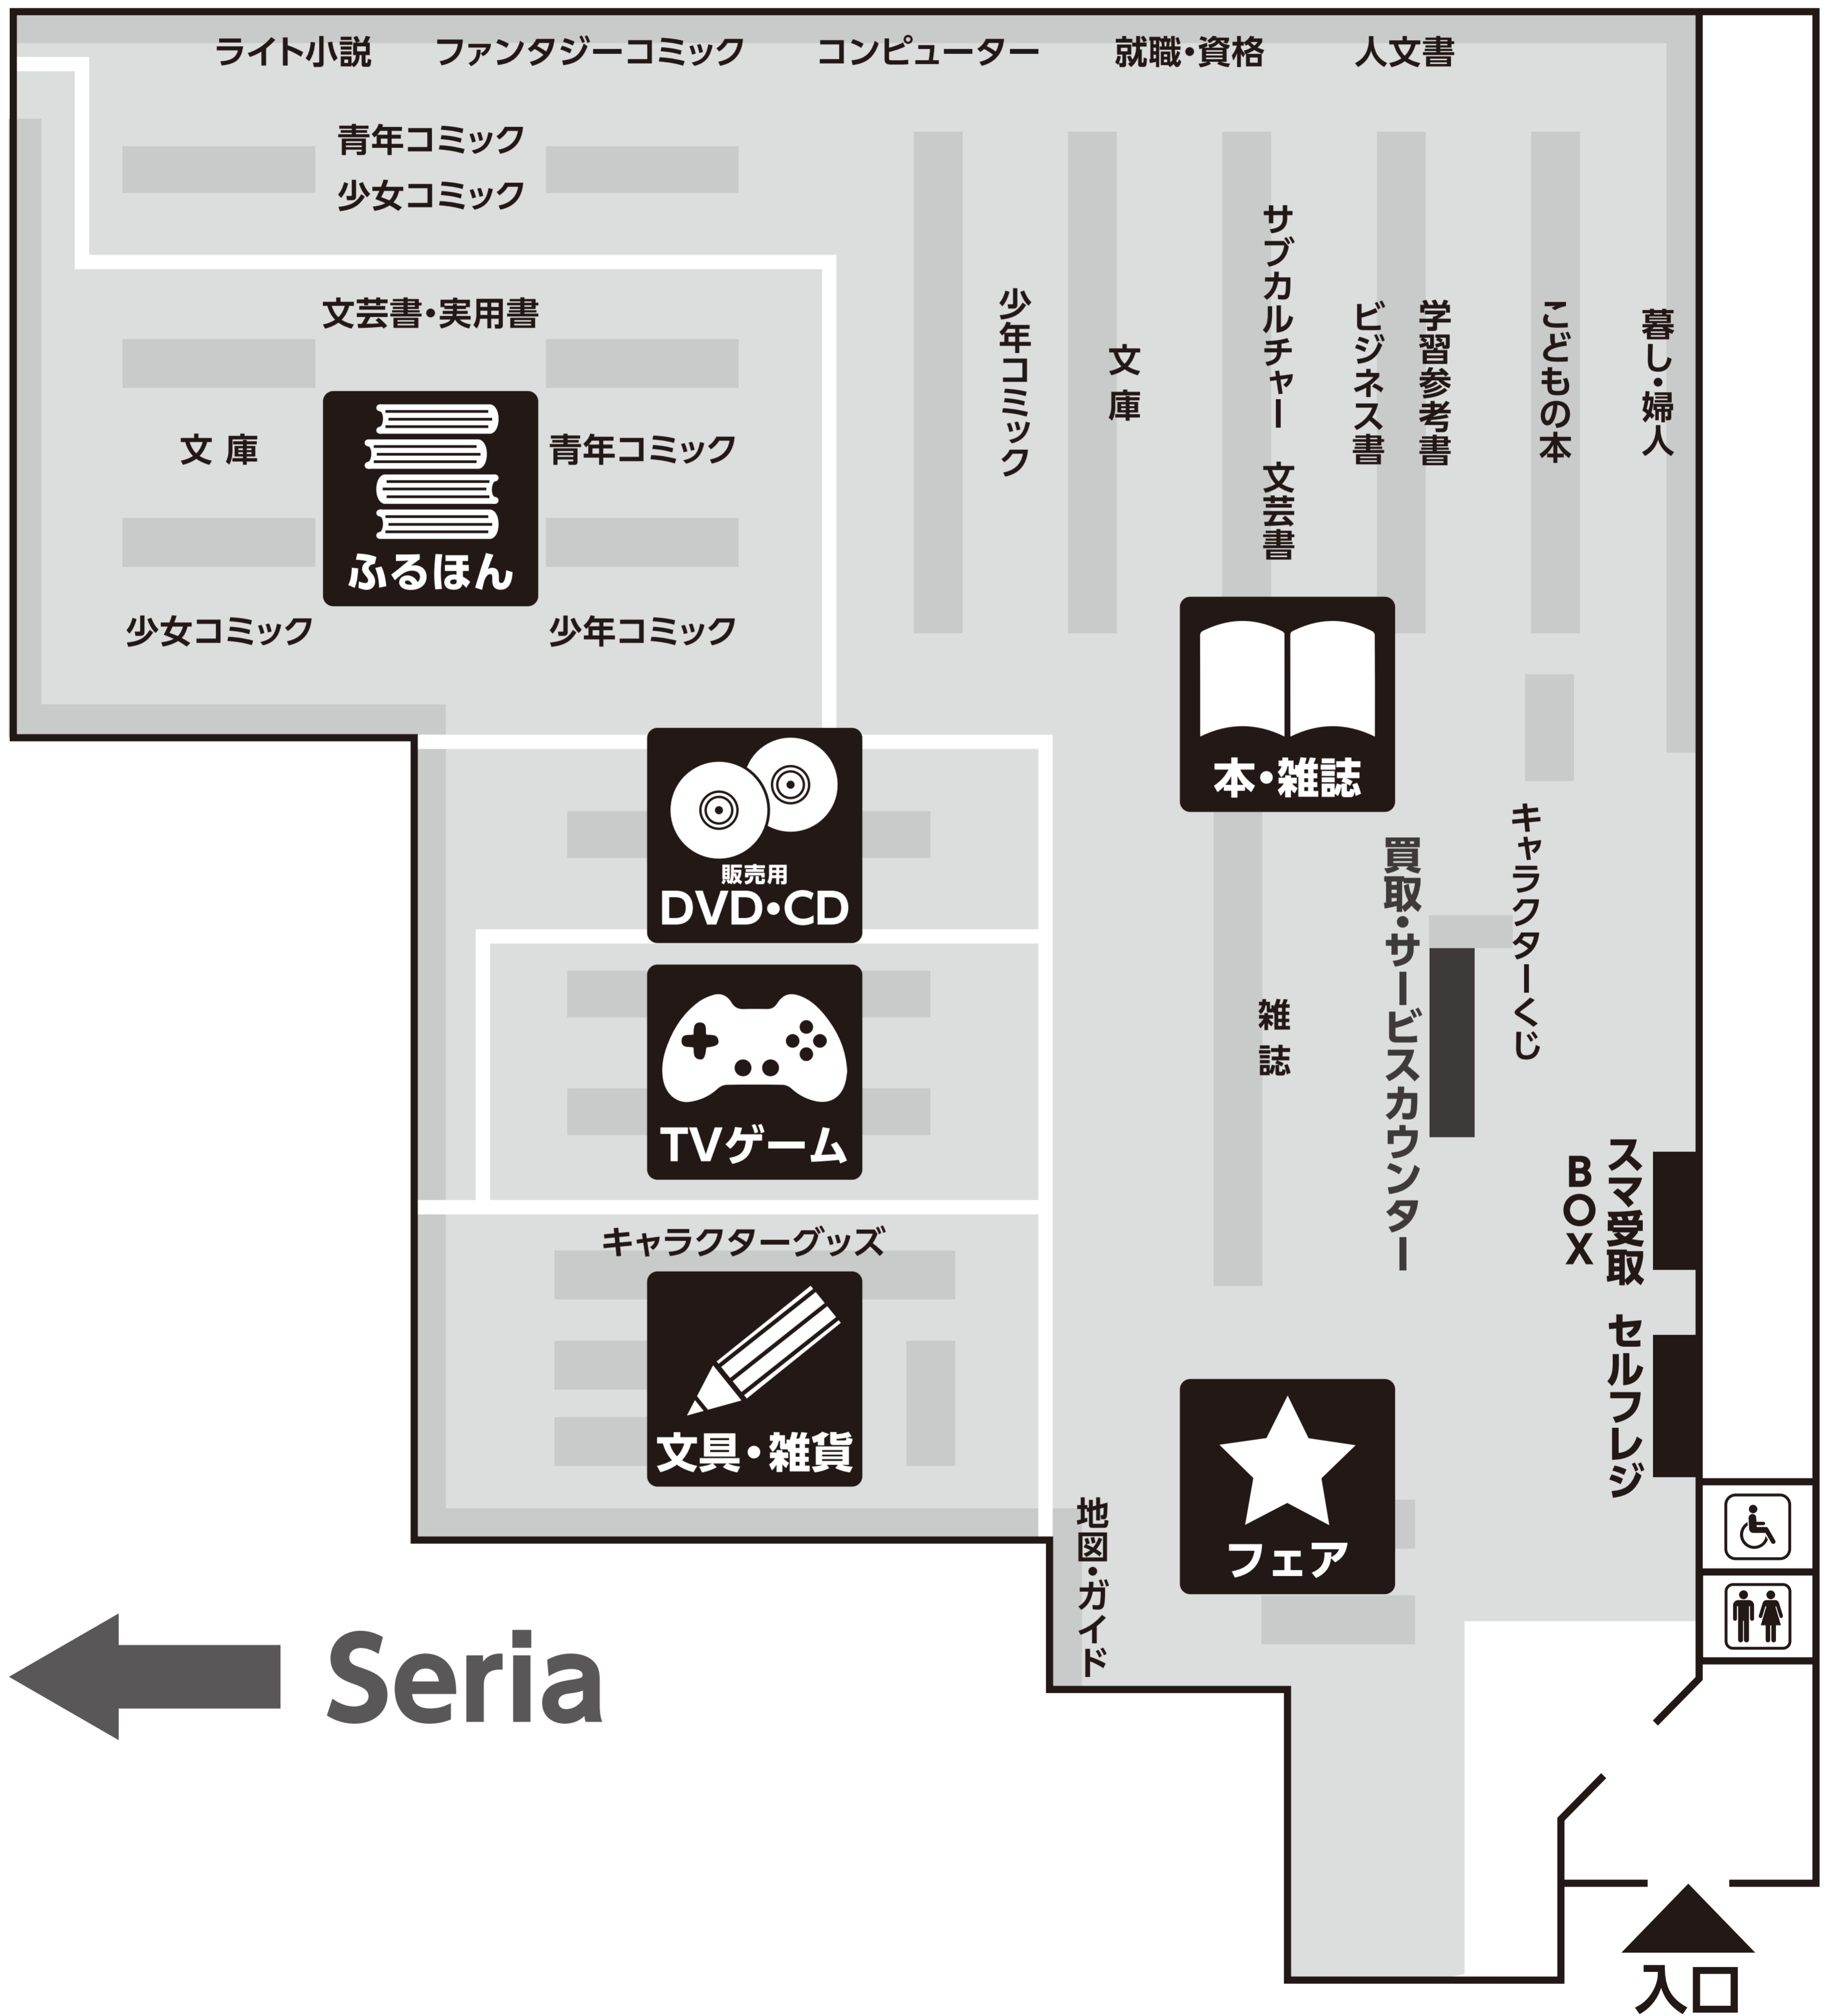 ライト小説
ファンタジーコミック
コンピューター
就職・資格
人文書
青年コミック
少女コミック
文芸書・実用書
文庫
青年コミック
ふるほん
少女コミック
少年コミック
少年コミック
文庫
サブカルチャー 文芸書
ビジネス書
学習参考書
こどもの本
暮し・婦人
本・雑誌
販売用
DVD・CD
TVゲーム
キャラクターグッズ
文具・雑貨
雑誌
買取・サービスカウンター
キャラクターくじ
スマ受取
BOX
セルフレジ
フェア
地図・ガイド
Seria
入口